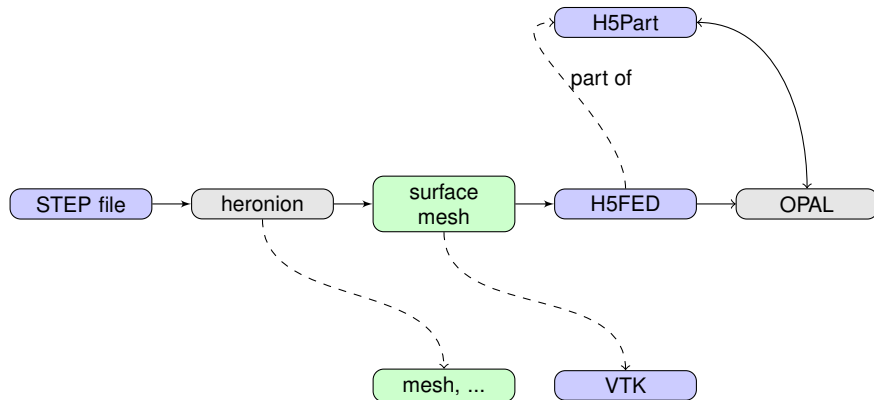 H5Part
part of
STEP file
heronion
surface
mesh
H5FED
OPAL
mesh, ...
VTK